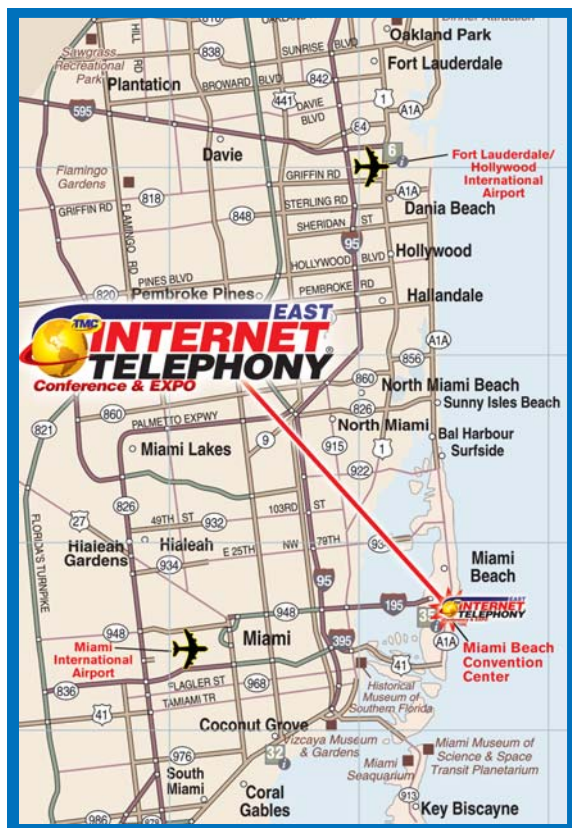 Oakland Park
Sawgrass
Recreational
Park
HILL
RD
838
SUNRISE BLVD
Fort Lauderdale
Plantation
BROWARD BLVD
842
441
DAVIE
BLVD
1
A1A
595
84
Davie
6
Fort Lauderdale/
Hollywood
International
Airport
Flamingo
Gardens
GRIFFIN RD
818
A1A
STERLING RD
Dania Beach
GRIFFIN RD
FLAMINGO RD
848
SHERIDAN ST
95
Hollywood
HOLLYWOOD BLVD
PINES BLVD
PEMBROKE RD
820
Pembroke Pines
Hallandale
EAST
TMC
INTERNET
TELEPHONY®
Conference & EXPO
A1A
856
860
North Miami Beach
826
Sunny Isles Beach
860
PALMETTO EXPWY
North Miami
821
9
915
1
Bal Harbour
Surfside
Miami Lakes
922
826
103RD ST
27
49TH ST
932
Hialeah
Gardens
Hialeah
E 25TH
NW 79TH
934
FLORIDA'S TURNPIKE
95
Miami
Beach
195
EAST
INTERNET
TELEPHONY
948
948
Miami
A1A
Miami Beach
Convention
Center
Miami
International
Airport
395
41
836
FLAGLER ST
968
Historical
Museum of
Southern Florida
TAMIAMI TR
41
Coconut Grove
Vizcaya Museum
& Gardens
Miami Museum of
Science & Space
Transit Planetarium
976
32
Miami
Seaquarium
South
Miami
Coral
Gables
913
Key Biscayne
986